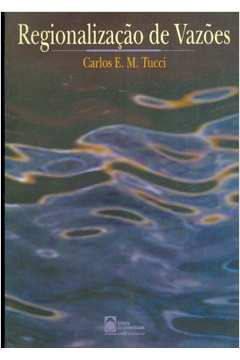 Regionalização de Vazões
Carlos E. M. Tucci